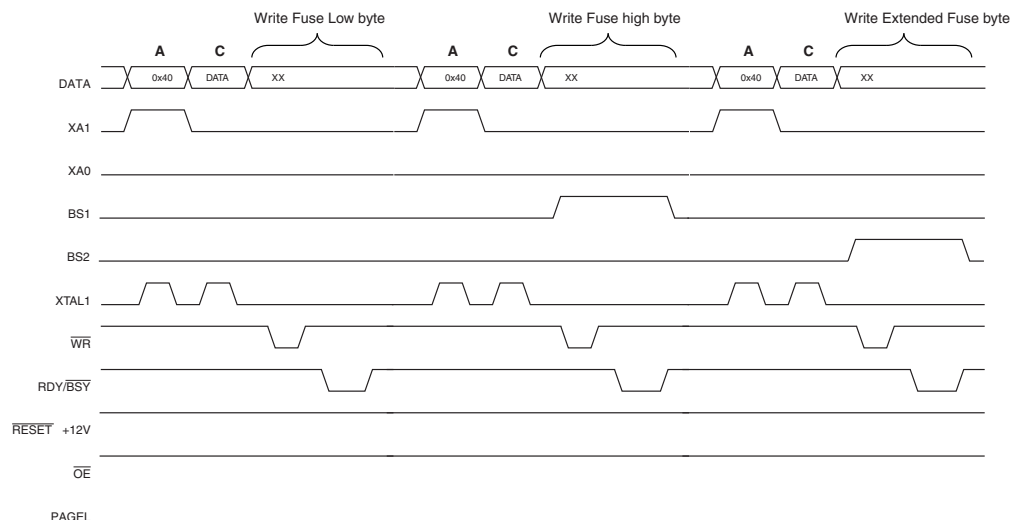 Write Fuse Low byte Write Fuse high byte Write Extended Fuse byte
A C A C A C
DATA 0x40 DATA XX 0x40 DATA XX 0x40 DATA XX
XA1
XA0
BS1
BS2
XTAL1
WR
RDY/BSY
RESET +12V
OE
PAGEL